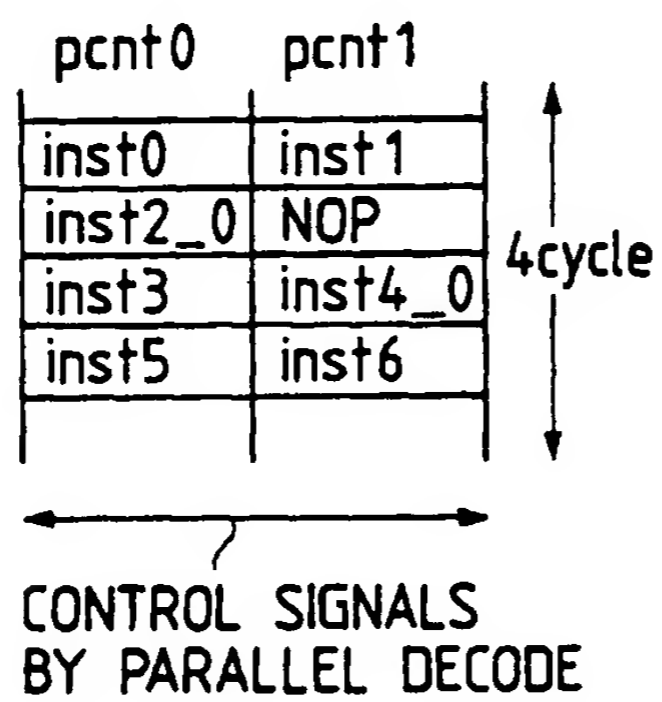 pcnt0 pcnt1
inst0 inst1
inst2_0 NOP
inst3 inst4_0
inst5 inst6
4cycle
CONTROL SIGNALS
BY PARALLEL DECODE